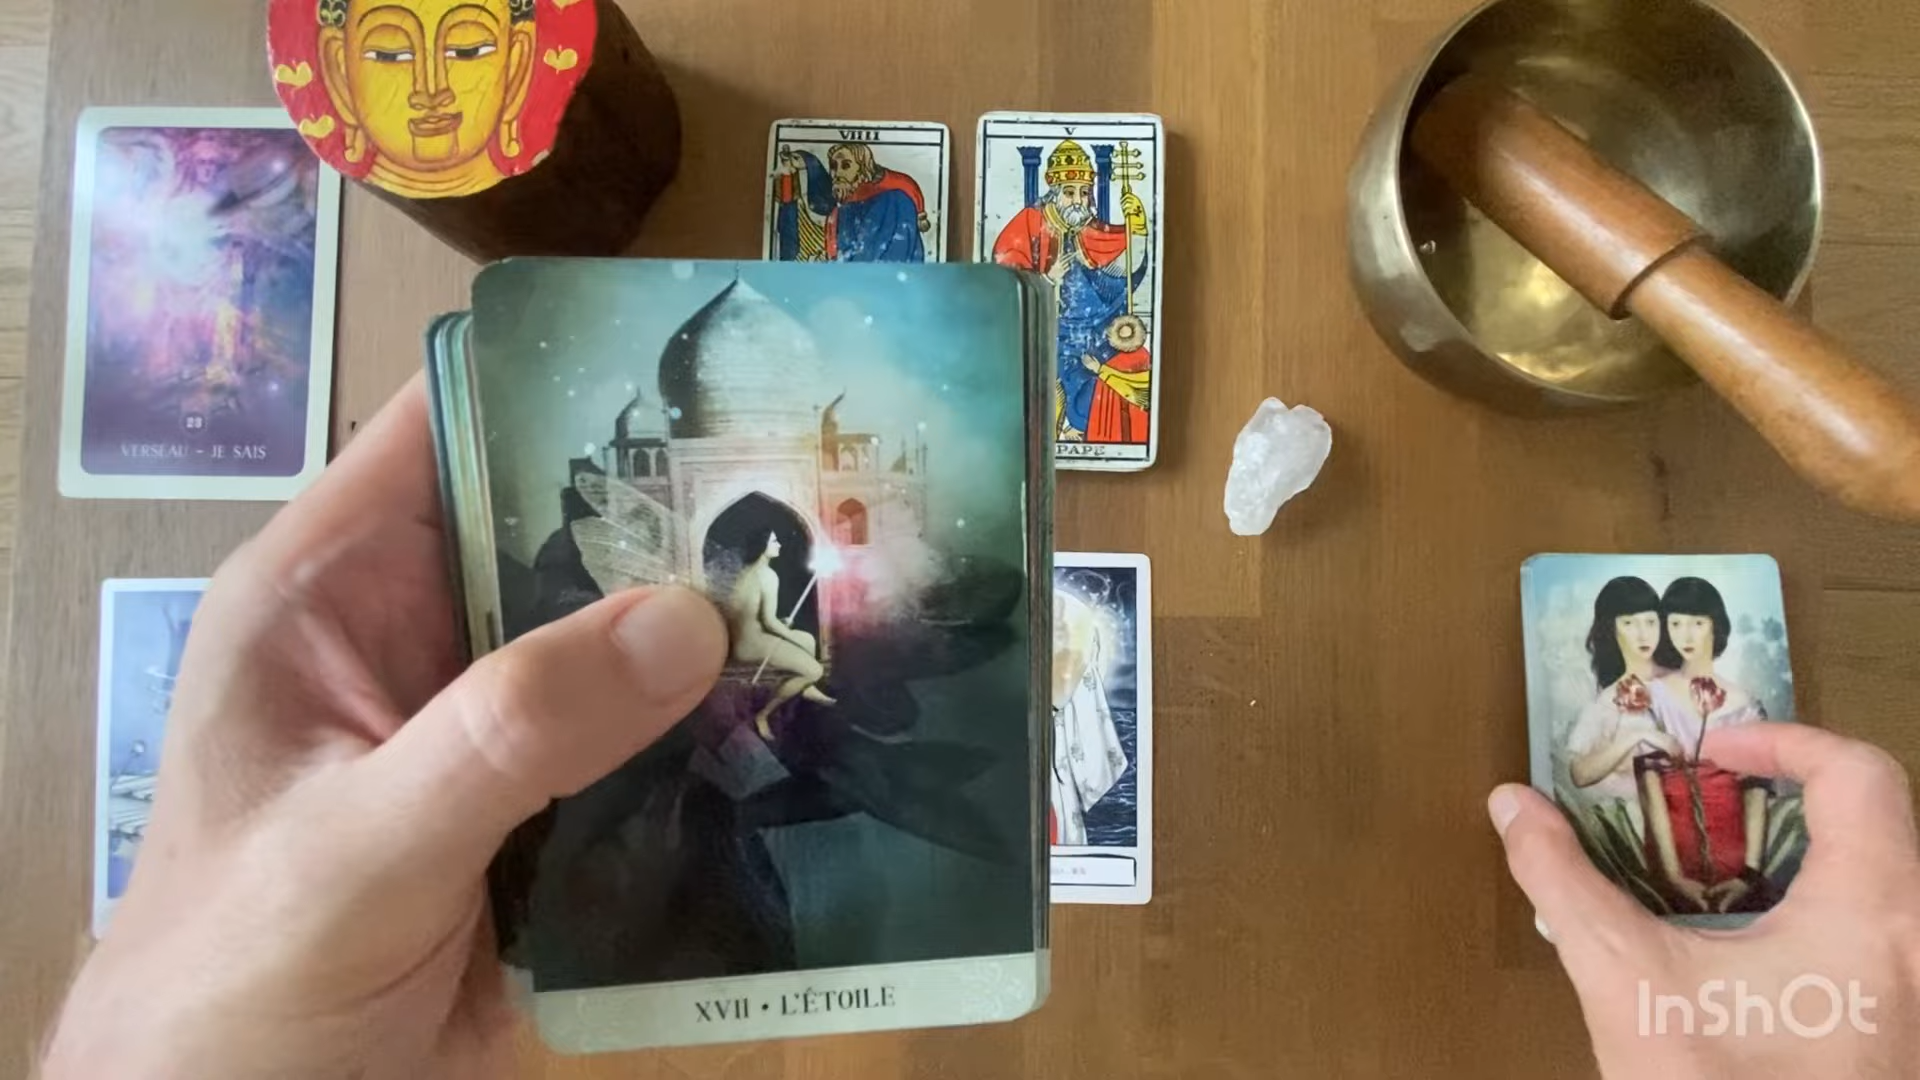 VIIII
V
PAPE
23
VERSEAU - JE SAIS
XVII • L'ÉTOILE
InShOt